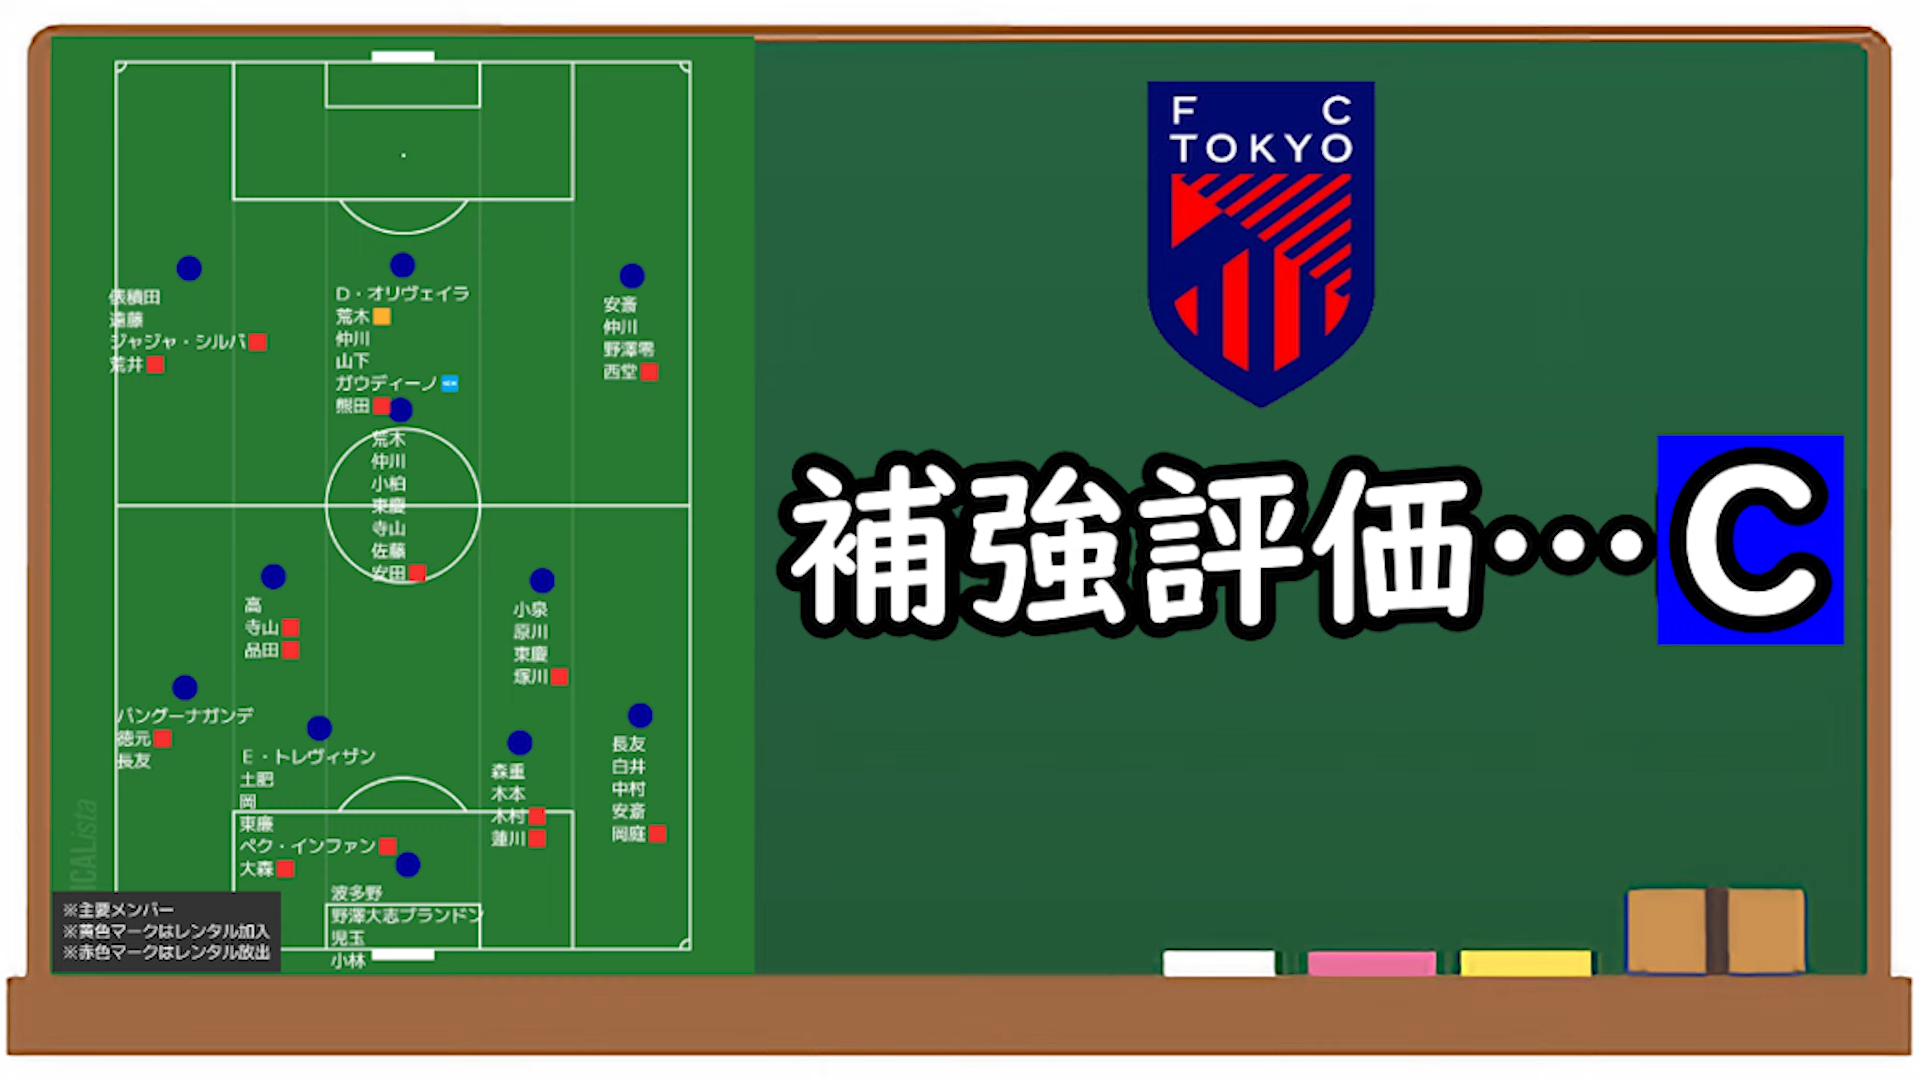 F C
TOKYO
補強評価…C
俵積田
遠藤
ジャジャ・シルバ
荒井
D・オリヴェイラ
荒木
仲川
山下
ガウディーノ
熊田
安斎
仲川
野澤零
西堂
荒木
仲川
小柏
東慶
寺山
佐藤
安田
高
寺山
品田
小泉
原川
東慶
塚川
バングーナガンデ
徳元
長友
E・トレヴィザン
土肥
岡
東廉
ペク・インファン
大森
森重
木本
木村
蓮川
長友
白井
中村
安斎
岡庭
波多野
野澤大志ブランドン
児玉
小林
※主要メンバー
※黄色マークはレンタル加入
※赤色マークはレンタル放出